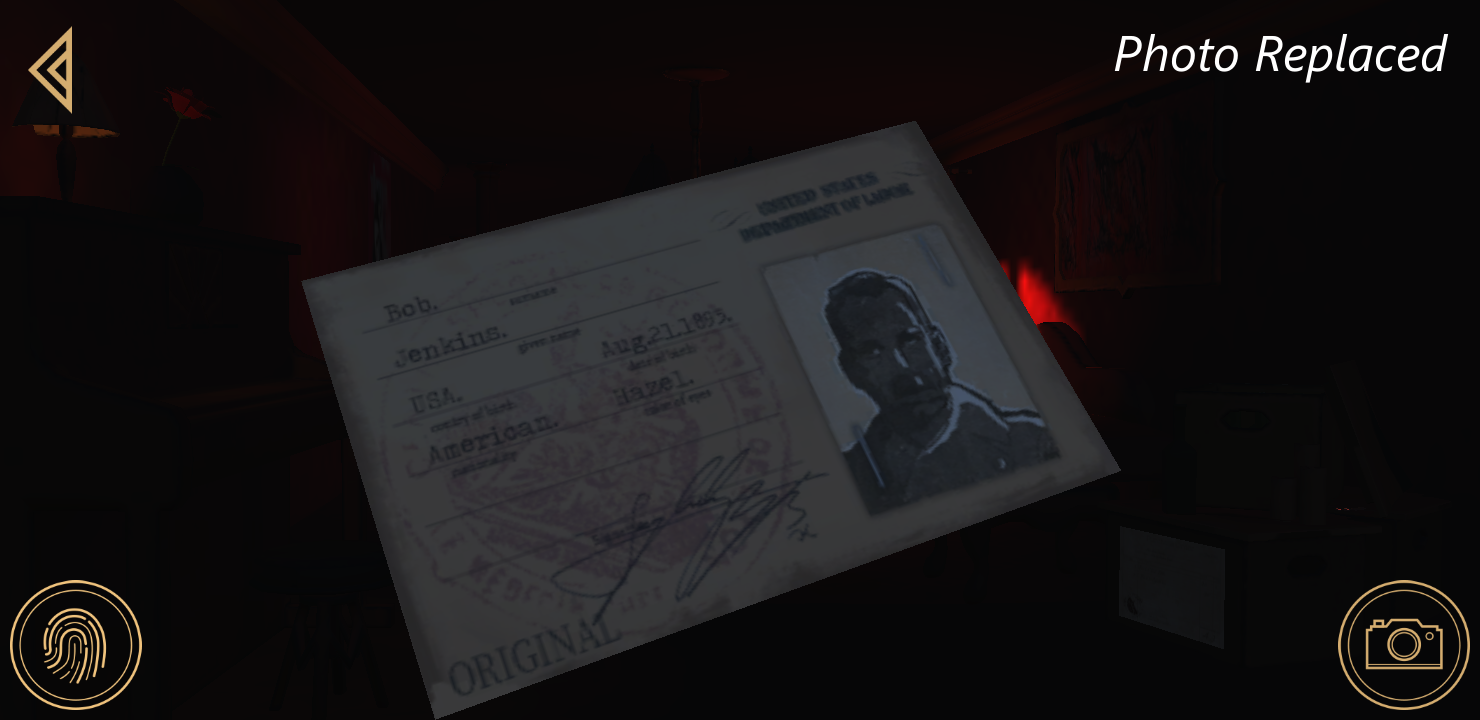 Photo Replaced
UNITED STATES
DEPARTMENT OF LABOR
Bob.
surname
Jenkins.
given name
Aug.21.1895.
date of birth
USA.
country of birth
Hazel.
color of eyes
American.
nationality
ORIGINAL